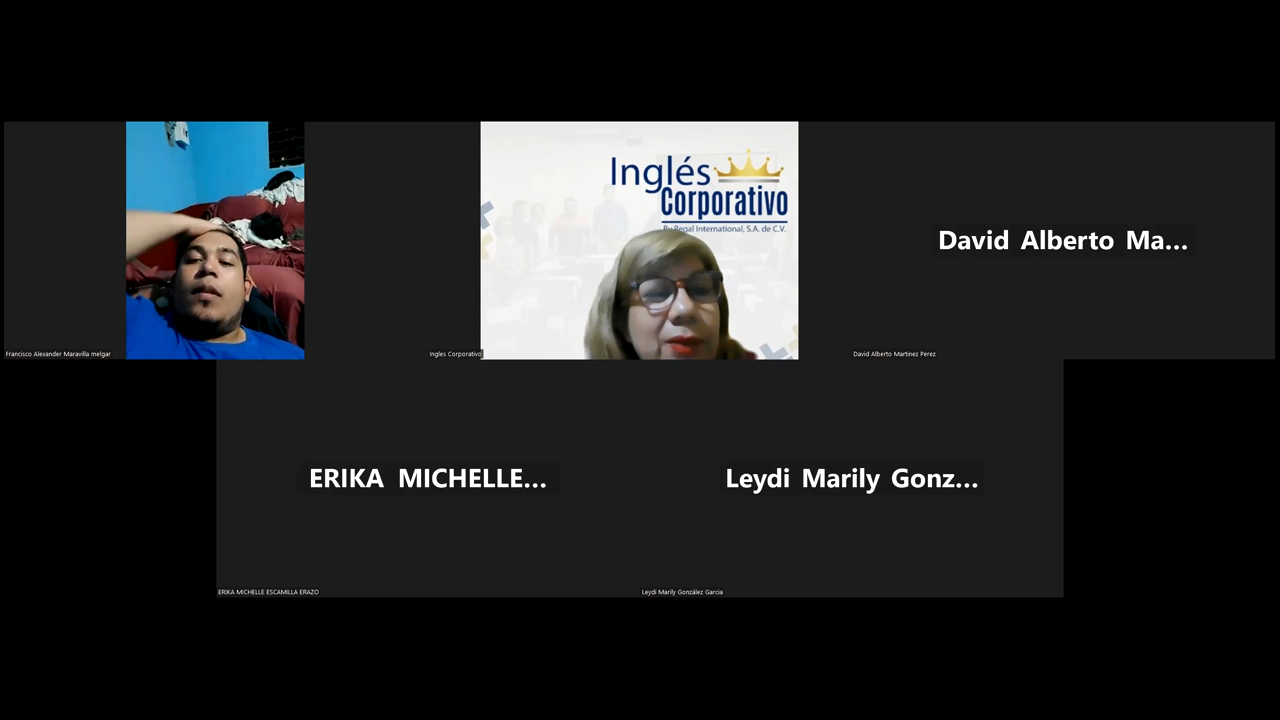 Inglés
Corporativo
By Regal International, S.A. de C.V.
David Alberto Ma...
Francisco Alexander Maravilla melgar
Ingles Corporativo
David Alberto Martinez Perez
ERIKA MICHELLE...
Leydi Marily Gonz...
ERIKA MICHELLE ESCAMILLA ERAZO
Leydi Marily González Garcia